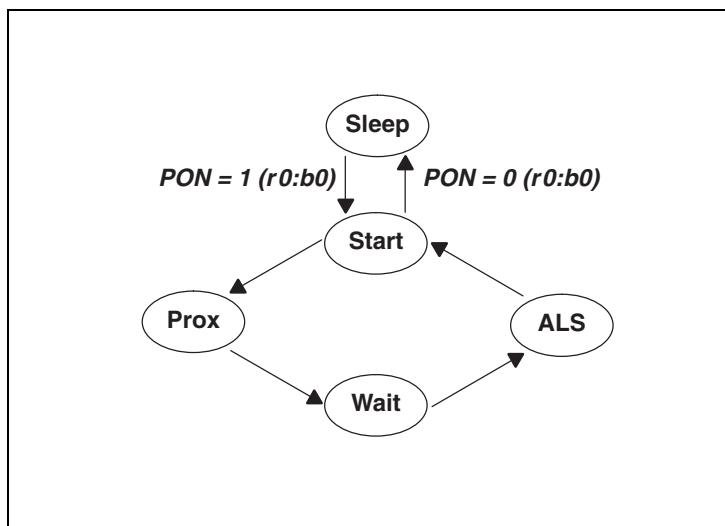 Sleep
PON = 1 (r0:b0)
PON = 0 (r0:b0)
Start
Prox
ALS
Wait